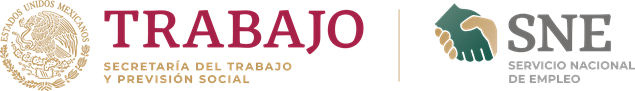 ESTADOS UNIDOS MEXICANOS
TRABAJO
SECRETARÍA DEL TRABAJO
Y PREVISIÓN SOCIAL
SNE
SERVICIO NACIONAL
DE EMPLEO